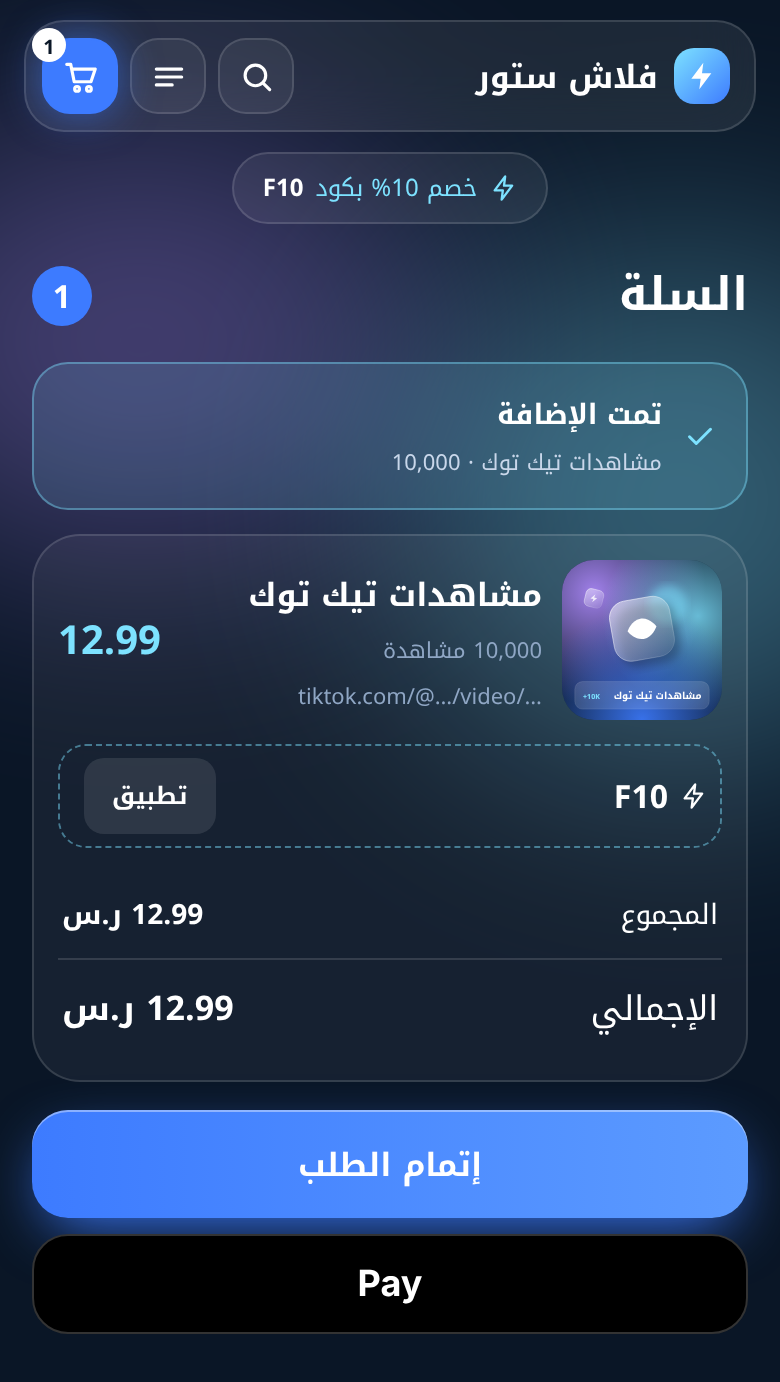 فلاش ستور
1
خصم 10% بكود F10
السلة
1
تمت الإضافة
مشاهدات تيك توك · 10,000
مشاهدات تيك توك
10,000 مشاهدة
tiktok.com/@.../video/...
12.99
مشاهدات تيك توك
+10K
F10
تطبيق
المجموع
12.99 ر.س
الإجمالي
12.99 ر.س
إتمام الطلب
Pay